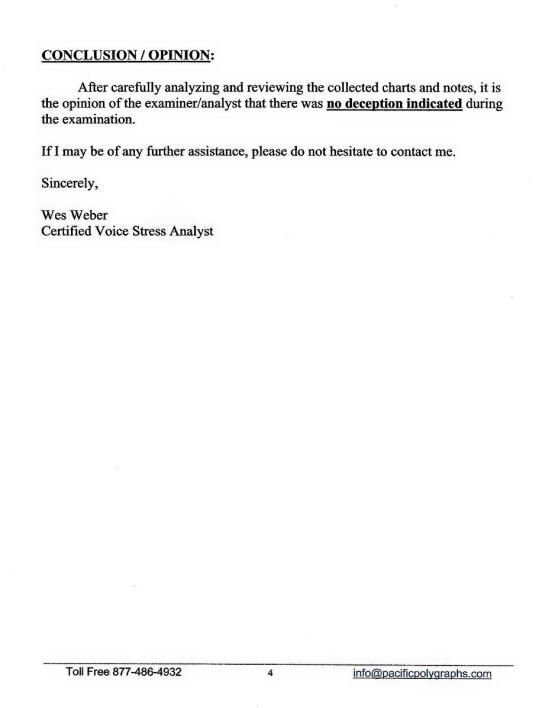 CONCLUSION / OPINION:
After carefully analyzing and reviewing the collected charts and notes, it is
the opinion of the examiner/analyst that there was no deception indicated during
the examination.
If I may be of any further assistance, please do not hesitate to contact me.
Sincerely,
Wes Weber
Certified Voice Stress Analyst
Toll Free 877-486-4932 4 info@pacificpolygraphs.com